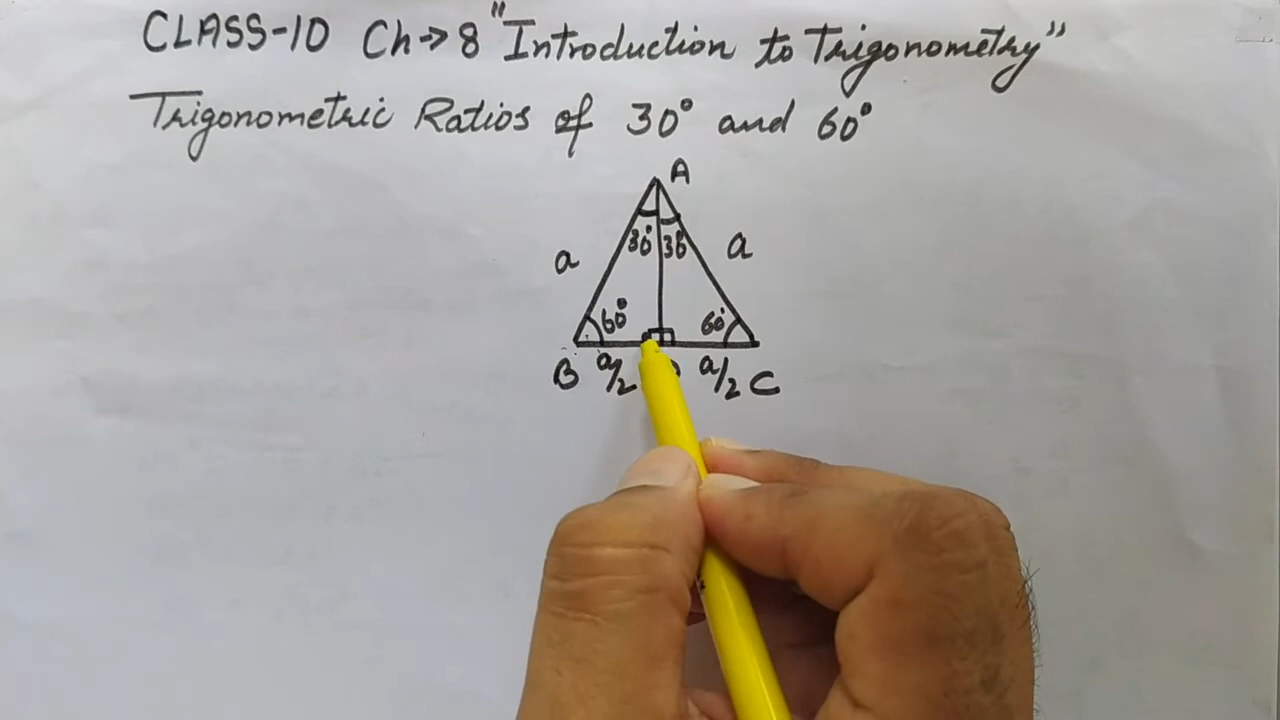 CLASS-10 Ch→8 "Introduction to Trigonometry"
Trigonometric Ratios of 30° and 60°
A
30° 30°
a a
60° 60°
B a/2 a/2 C